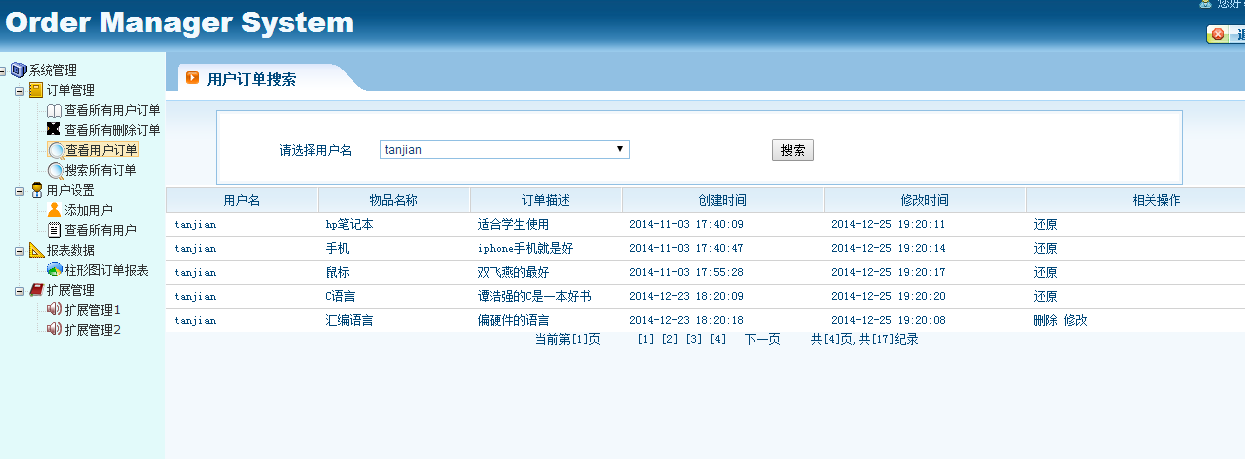 Order Manager System
您好
退
系统管理
订单管理
查看所有用户订单
查看所有删除订单
查看用户订单
搜索所有订单
用户设置
添加用户
查看所有用户
报表数据
柱形图订单报表
扩展管理
扩展管理1
扩展管理2
用户订单搜索
请选择用户名 tanjian 搜索
用户名 物品名称 订单描述 创建时间 修改时间 相关操作
tanjian hp笔记本 适合学生使用 2014-11-03 17:40:09 2014-12-25 19:20:11 还原
tanjian 手机 iphone手机就是好 2014-11-03 17:40:47 2014-12-25 19:20:14 还原
tanjian 鼠标 双飞燕的最好 2014-11-03 17:55:28 2014-12-25 19:20:17 还原
tanjian C语言 谭浩强的C是一本好书 2014-12-23 18:20:09 2014-12-25 19:20:20 还原
tanjian 汇编语言 偏硬件的语言 2014-12-23 18:20:18 2014-12-25 19:20:08 删除 修改
当前第[1]页 [1] [2] [3] [4] 下一页 共[4]页,共[17]纪录